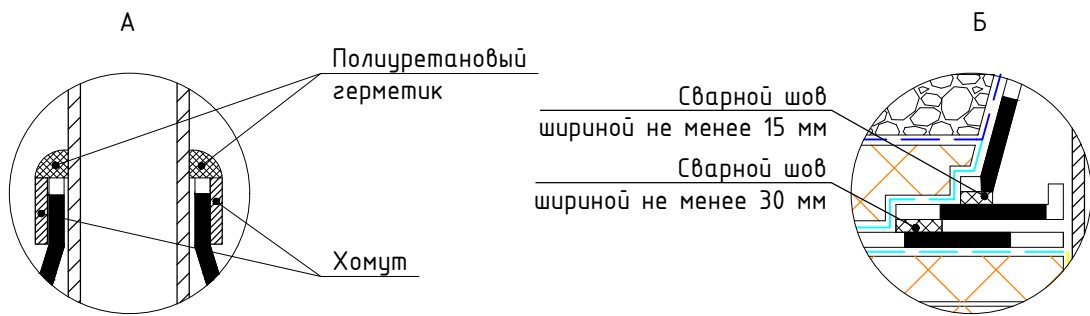 А
Полиуретановый
герметик
Хомут
Б
Сварной шов
шириной не менее 15 мм
Сварной шов
шириной не менее 30 мм